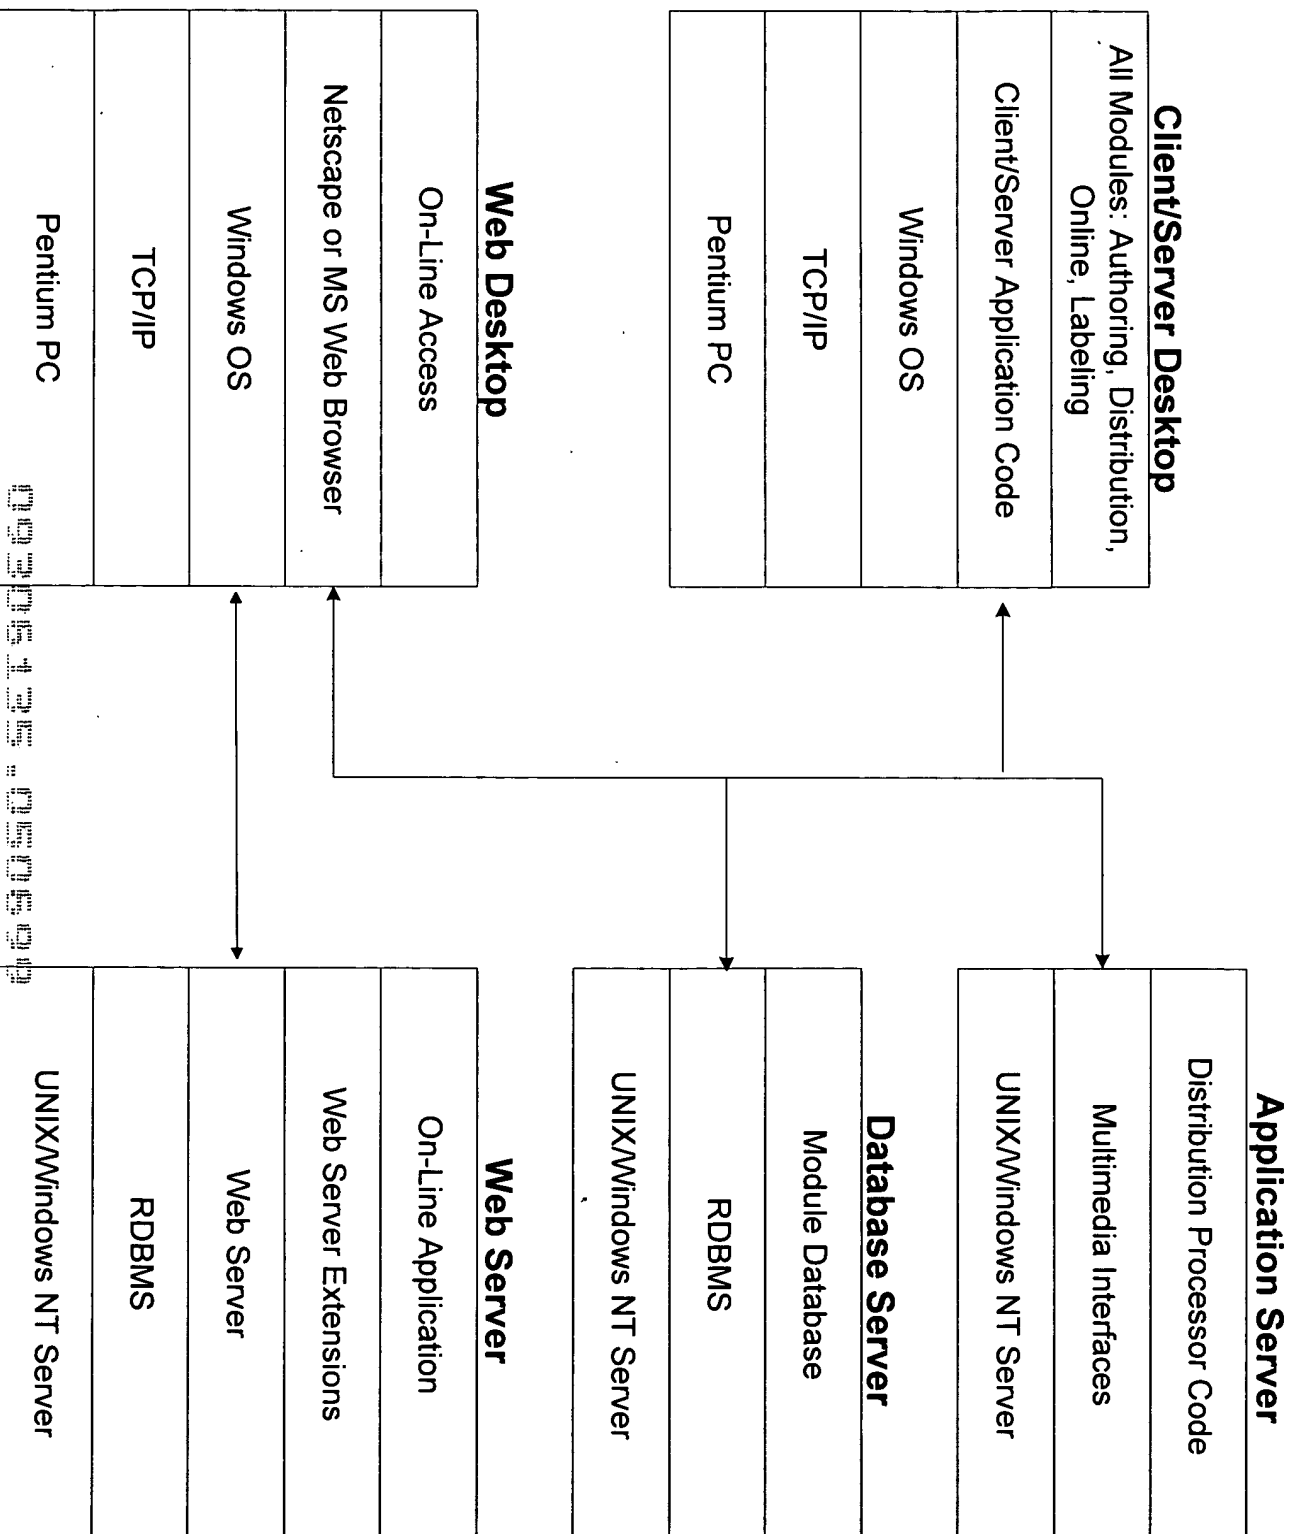 Client/Server Desktop
All Modules: Authoring, Distribution,
Online, Labeling
Client/Server Application Code
Windows OS
TCP/IP
Pentium PC
Web Desktop
On-Line Access
Netscape or MS Web Browser
Windows OS
TCP/IP
Pentium PC
Application Server
Distribution Processor Code
Multimedia Interfaces
UNIX/Windows NT Server
Database Server
Module Database
RDBMS
UNIX/Windows NT Server
Web Server
On-Line Application
Web Server Extensions
Web Server
RDBMS
UNIX/Windows NT Server
09306135.050699